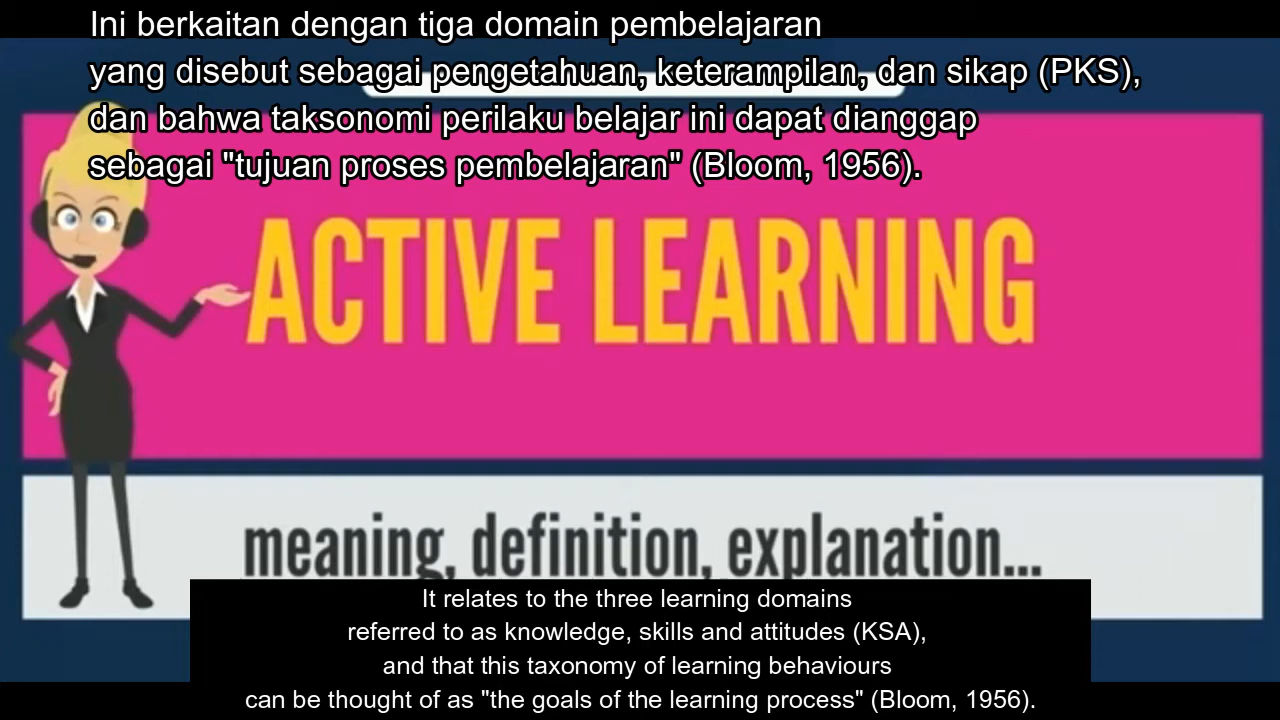 Ini berkaitan dengan tiga domain pembelajaran
yang disebut sebagai pengetahuan, keterampilan, dan sikap (PKS),
dan bahwa taksonomi perilaku belajar ini dapat dianggap
sebagai "tujuan proses pembelajaran" (Bloom, 1956).
ACTIVE LEARNING
meaning, definition, explanation...
It relates to the three learning domains
referred to as knowledge, skills and attitudes (KSA),
and that this taxonomy of learning behaviours
can be thought of as "the goals of the learning process" (Bloom, 1956).